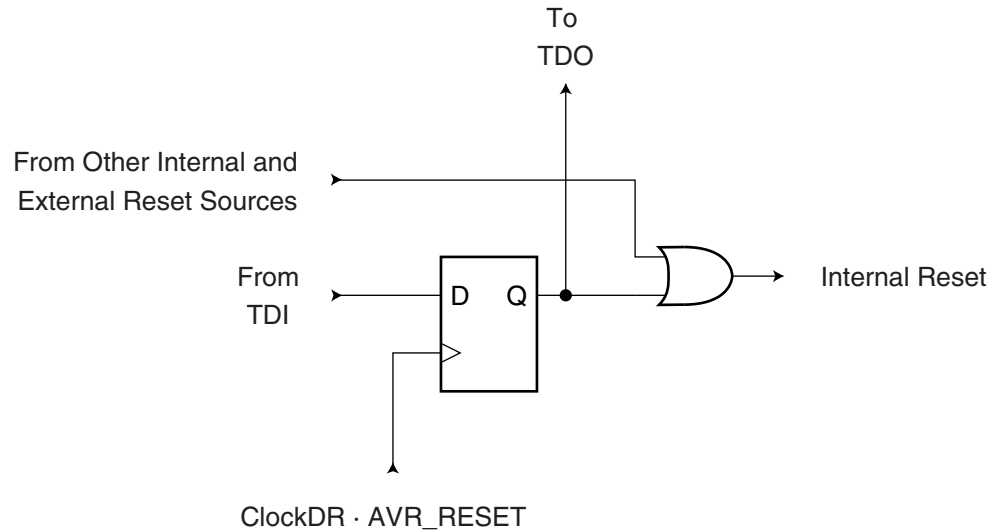 To
TDO
From Other Internal and
External Reset Sources
From
TDI
D Q
Internal Reset
ClockDR · AVR_RESET